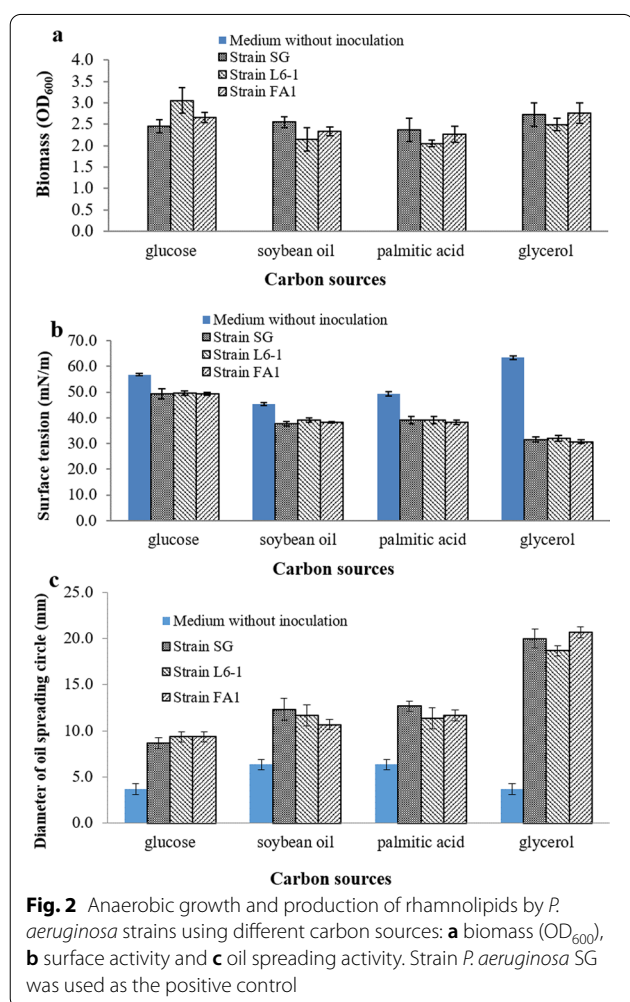 a
Medium without inoculation
Strain SG
Strain L6-1
Strain FA1
Biomass (OD600)
4.0
3.5
3.0
2.5
2.0
1.5
1.0
0.5
0.0
glucose soybean oil palmitic acid glycerol
Carbon sources
b
Medium without inoculation
Strain SG
Strain L6-1
Strain FA1
Surface tension (mN/m)
70.0
60.0
50.0
40.0
30.0
20.0
10.0
0.0
glucose soybean oil palmitic acid glycerol
Carbon sources
c
Medium without inoculation
Strain SG
Strain L6-1
Strain FA1
Diameter of oil spreading circle (mm)
25.0
20.0
15.0
10.0
5.0
0.0
glucose soybean oil palmitic acid glycerol
Carbon sources
Fig. 2 Anaerobic growth and production of rhamnolipids by P.
aeruginosa strains using different carbon sources: a biomass (OD600),
b surface activity and c oil spreading activity. Strain P. aeruginosa SG
was used as the positive control